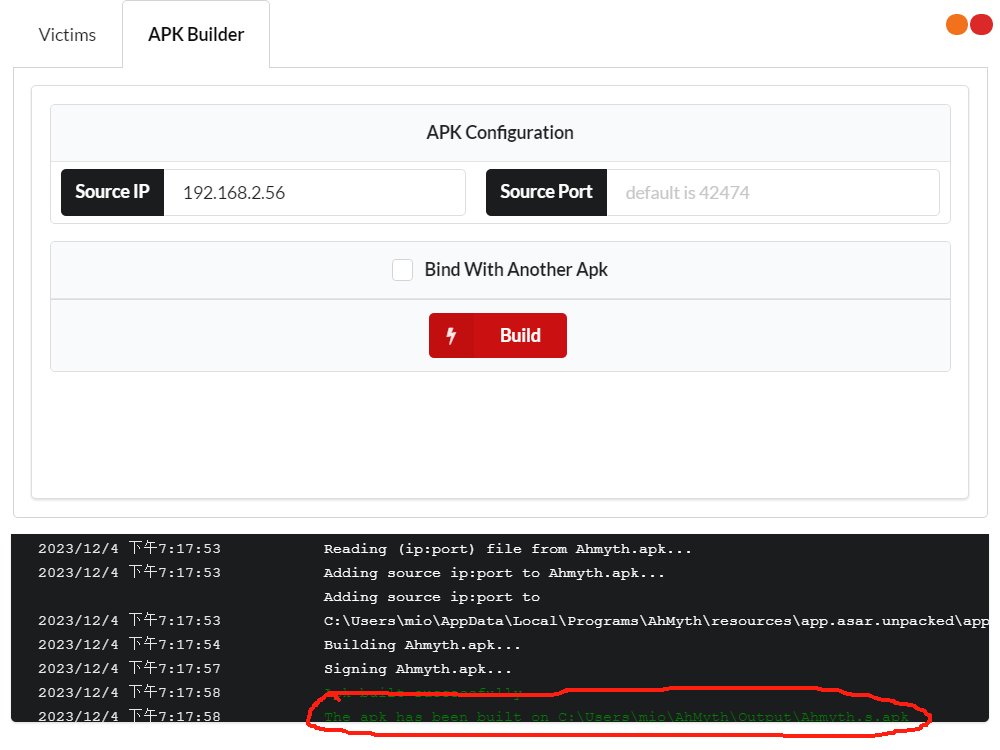 Victims
APK Builder
APK Configuration
Source IP 192.168.2.56 Source Port default is 42474
Bind With Another Apk
Build
2023/12/4 下午7:17:53 Reading (ip:port) file from Ahmyth.apk...
2023/12/4 下午7:17:53 Adding source ip:port to Ahmyth.apk...
Adding source ip:port to
2023/12/4 下午7:17:53 C:\Users\mio\AppData\Local\Programs\AhMyth\resources\app.asar.unpacked\app
2023/12/4 下午7:17:54 Building Ahmyth.apk...
2023/12/4 下午7:17:57 Signing Ahmyth.apk...
2023/12/4 下午7:17:58 built successfully
2023/12/4 下午7:17:58 The apk has been built on C:\Users\mio\AhMyth\Output\Ahmyth.s.apk